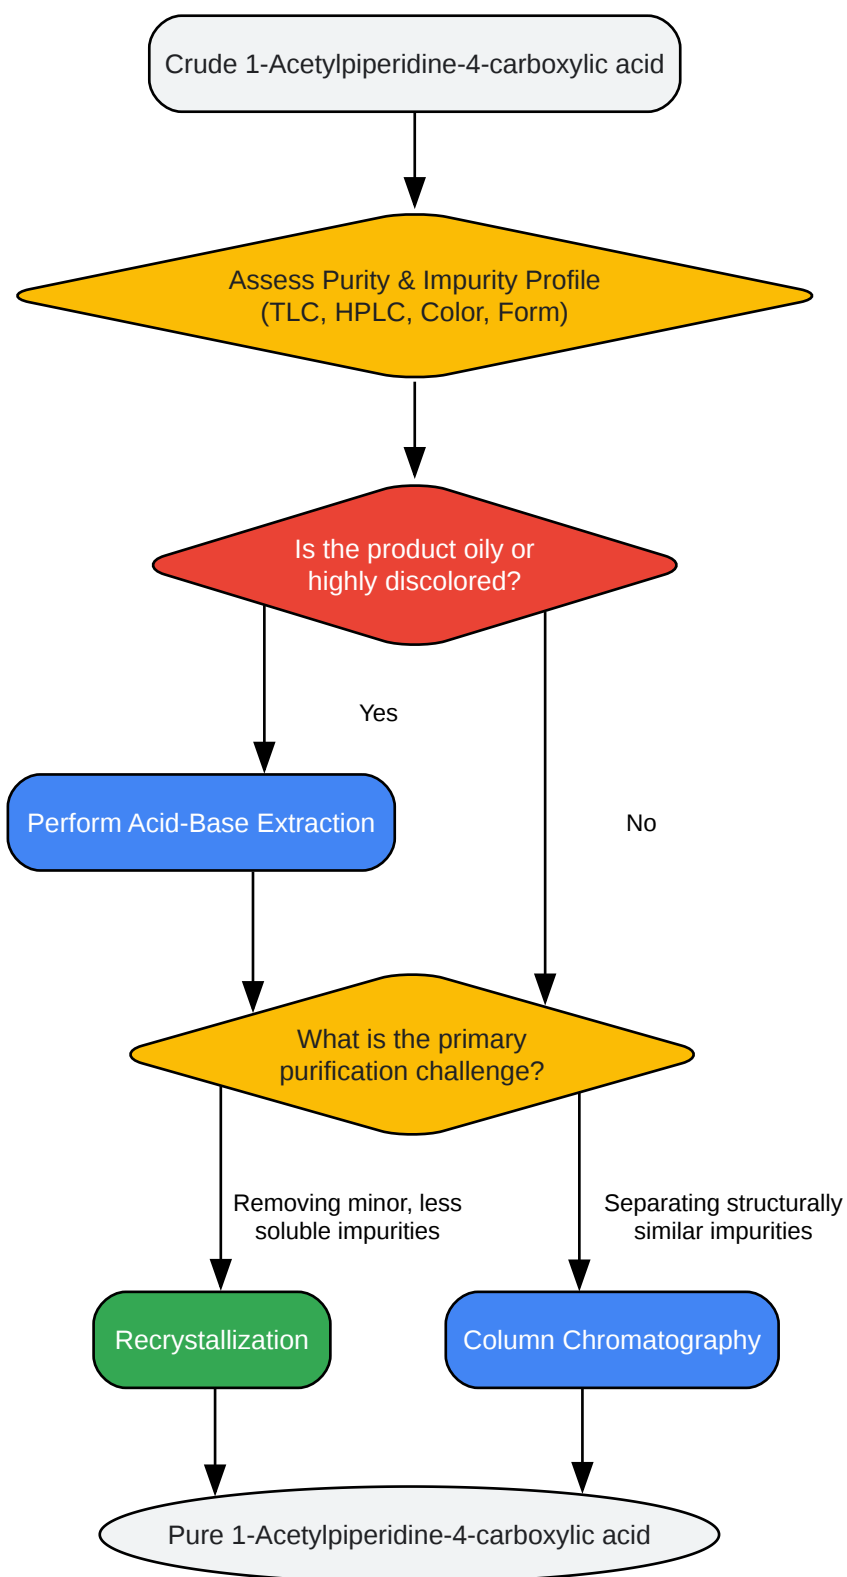 Crude 1-Acetylpiperidine-4-carboxylic acid
Assess Purity & Impurity Profile
(TLC, HPLC, Color, Form)
Is the product oily or
highly discolored?
Yes
Perform Acid-Base Extraction
No
What is the primary
purification challenge?
Removing minor, less
soluble impurities
Separating structurally
similar impurities
Recrystallization
Column Chromatography
Pure 1-Acetylpiperidine-4-carboxylic acid